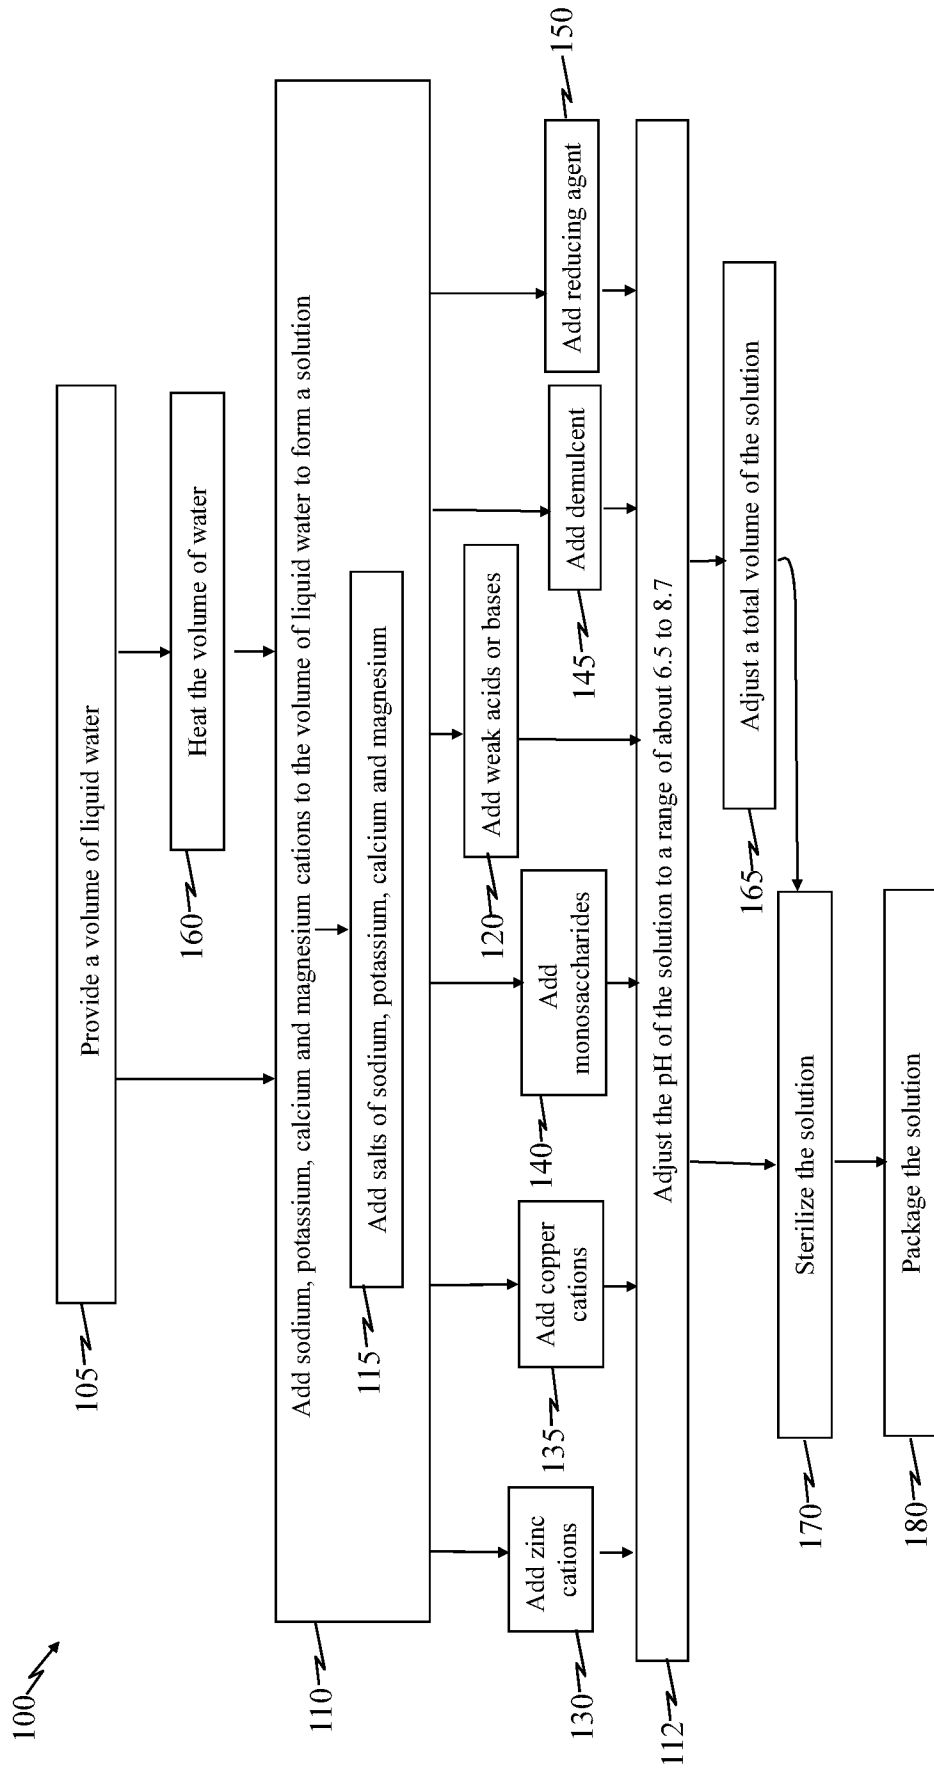 100
Provide a volume of liquid water
105
Heat the volume of water
160
Add sodium, potassium, calcium and magnesium cations to the volume of liquid water to form a solution
110
Add salts of sodium, potassium, calcium and magnesium
115
Add zinc
cations
130
Add copper
cations
135
Add
monosaccharides
140
Add weak acids or bases
120
Add demulcent
145
Add reducing agent
150
Adjust the pH of the solution to a range of about 6.5 to 8.7
112
Adjust a total volume of the solution
165
Sterilize the solution
170
Package the solution
180